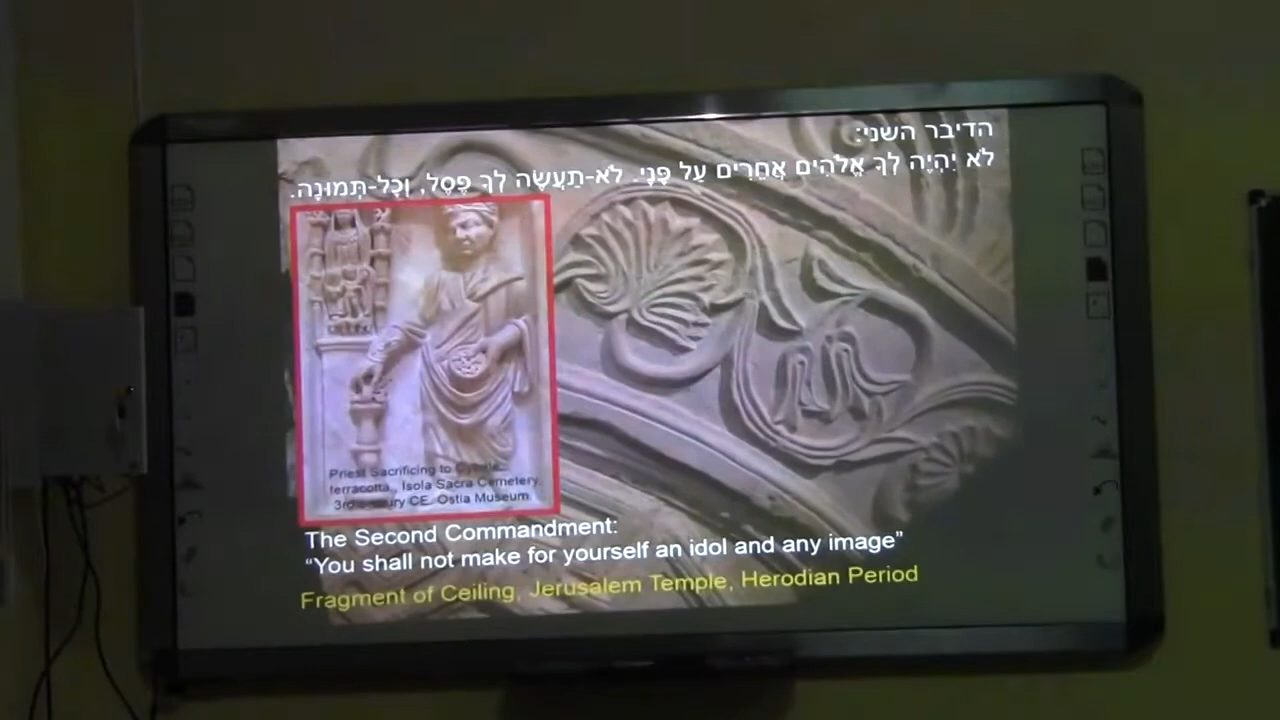 הדיבר השני:
לֹא יִהְיֶה לְךָ אֱלֹהִים אֲחֵרִים עַל פָּנָי. לֹא-תַעֲשֶׂה לְךָ פֶסֶל, וְכָל-תְּמוּנָה.
Priest Sacrificing to
terracotta, Isola Sacra Cemetery
CE, Ostia Museum
The Second Commandment:
“You shall not make for yourself an idol and any image”
Fragment of Ceiling, Jerusalem Temple, Herodian Period